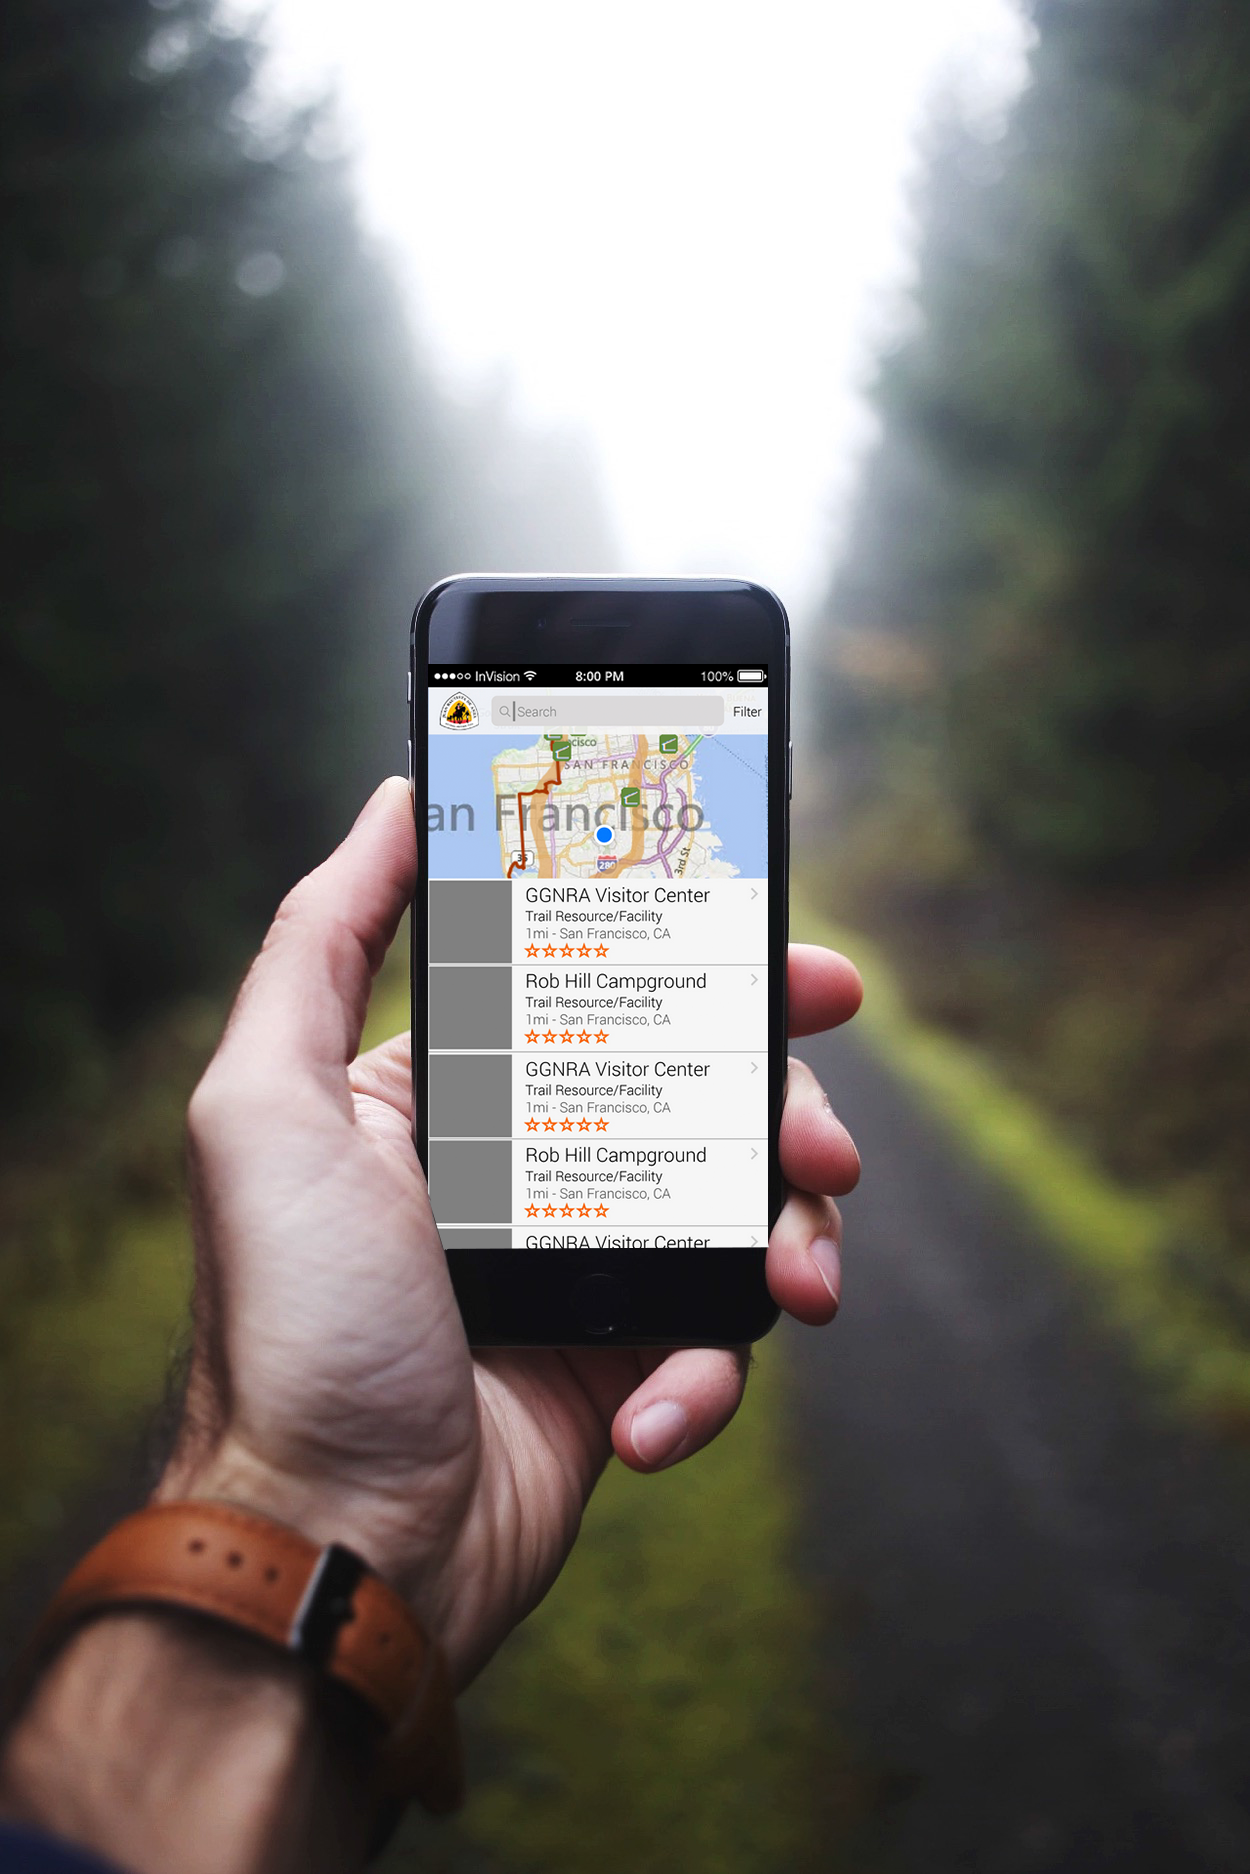 InVision
8:00 PM
100%
Search
Filter
cisco
SAN FRANCISCO
an Francisco
35
280
3rd St
GGNRA Visitor Center
Trail Resource/Facility
1mi - San Francisco, CA
Rob Hill Campground
Trail Resource/Facility
1mi - San Francisco, CA
GGNRA Visitor Center
Trail Resource/Facility
1mi - San Francisco, CA
Rob Hill Campground
Trail Resource/Facility
1mi - San Francisco, CA
GGNRA Visitor Center